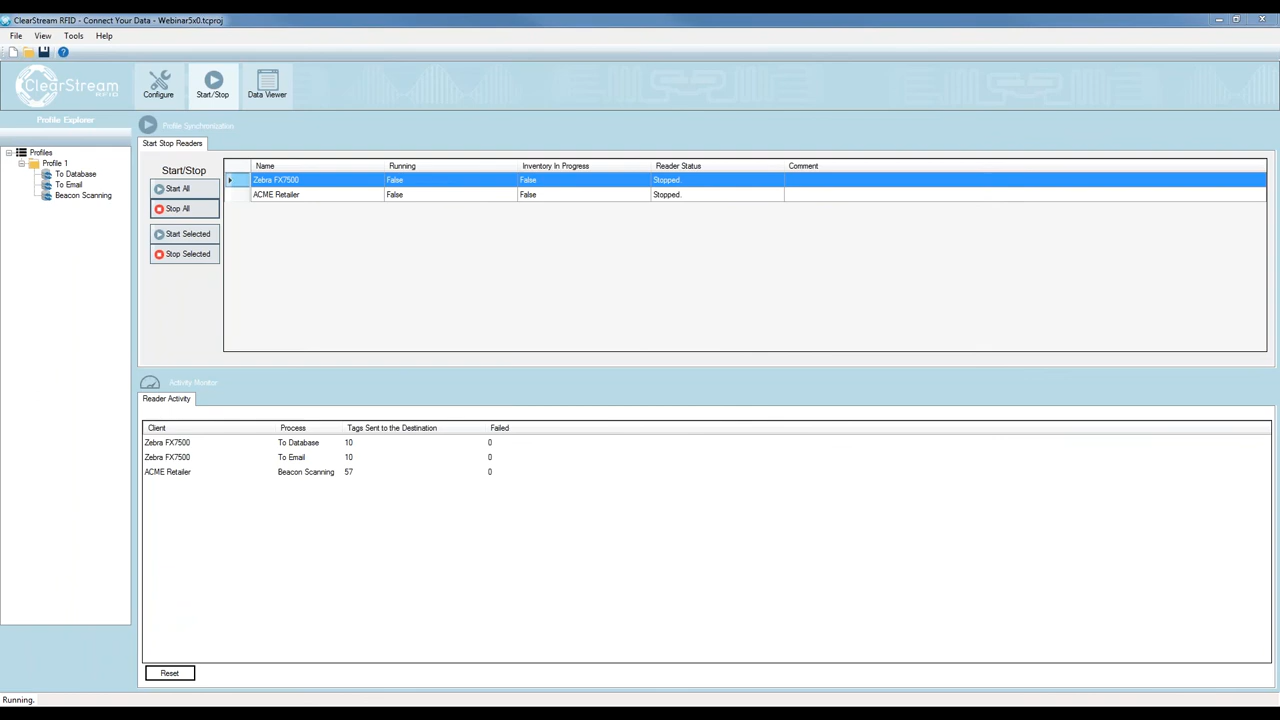 ClearStream RFID - Connect Your Data - Webinar5x0.tcproj
File View Tools Help
ClearStream
RFID
Configure Start/Stop Data Viewer
Profile Explorer
Profiles
Profile 1
To Database
To Email
Beacon Scanning
Profile Synchronization
Start Stop Readers
Start/Stop
Start All
Stop All
Start Selected
Stop Selected
Name Running Inventory In Progress Reader Status Comment
Zebra FX7500 False False Stopped.
ACME Retailer False False Stopped.
Activity Monitor
Reader Activity
Client Process Tags Sent to the Destination Failed
Zebra FX7500 To Database 10 0
Zebra FX7500 To Email 10 0
ACME Retailer Beacon Scanning 57 0
Reset
Running.